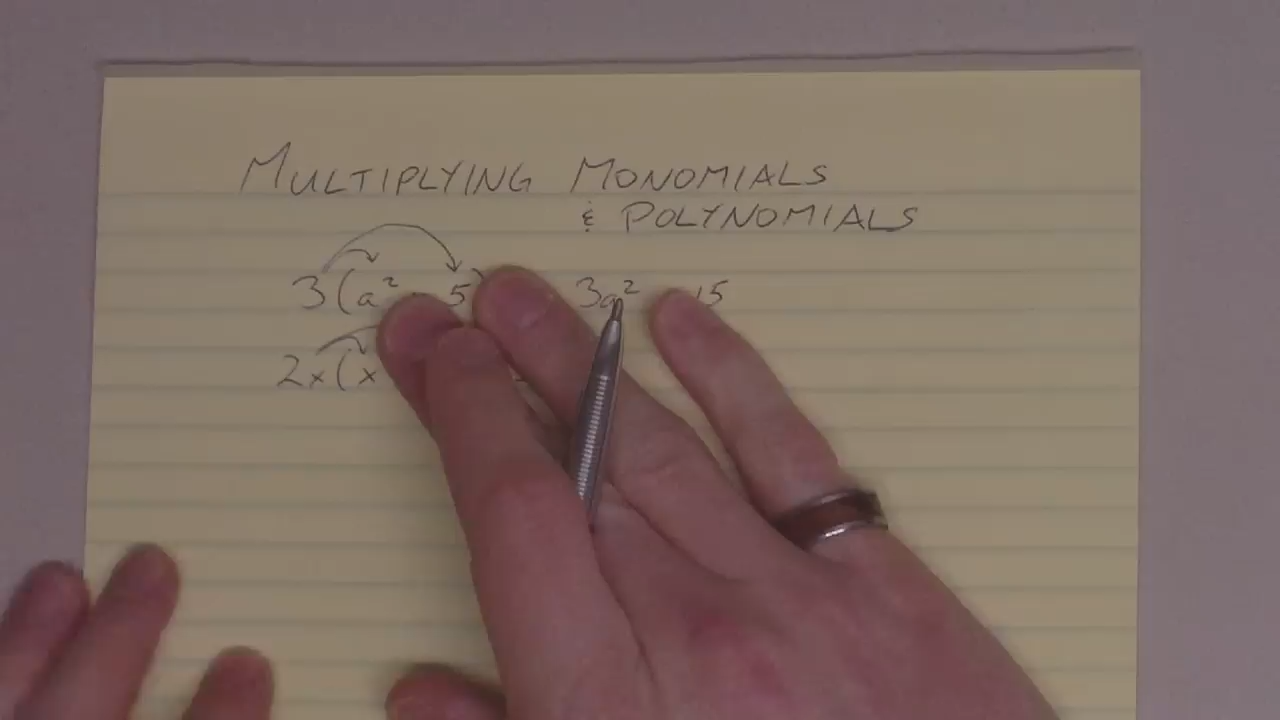 MULTIPLYING MONOMIALS
& POLYNOMIALS
3(a² 5) 3a² 15
2x(x